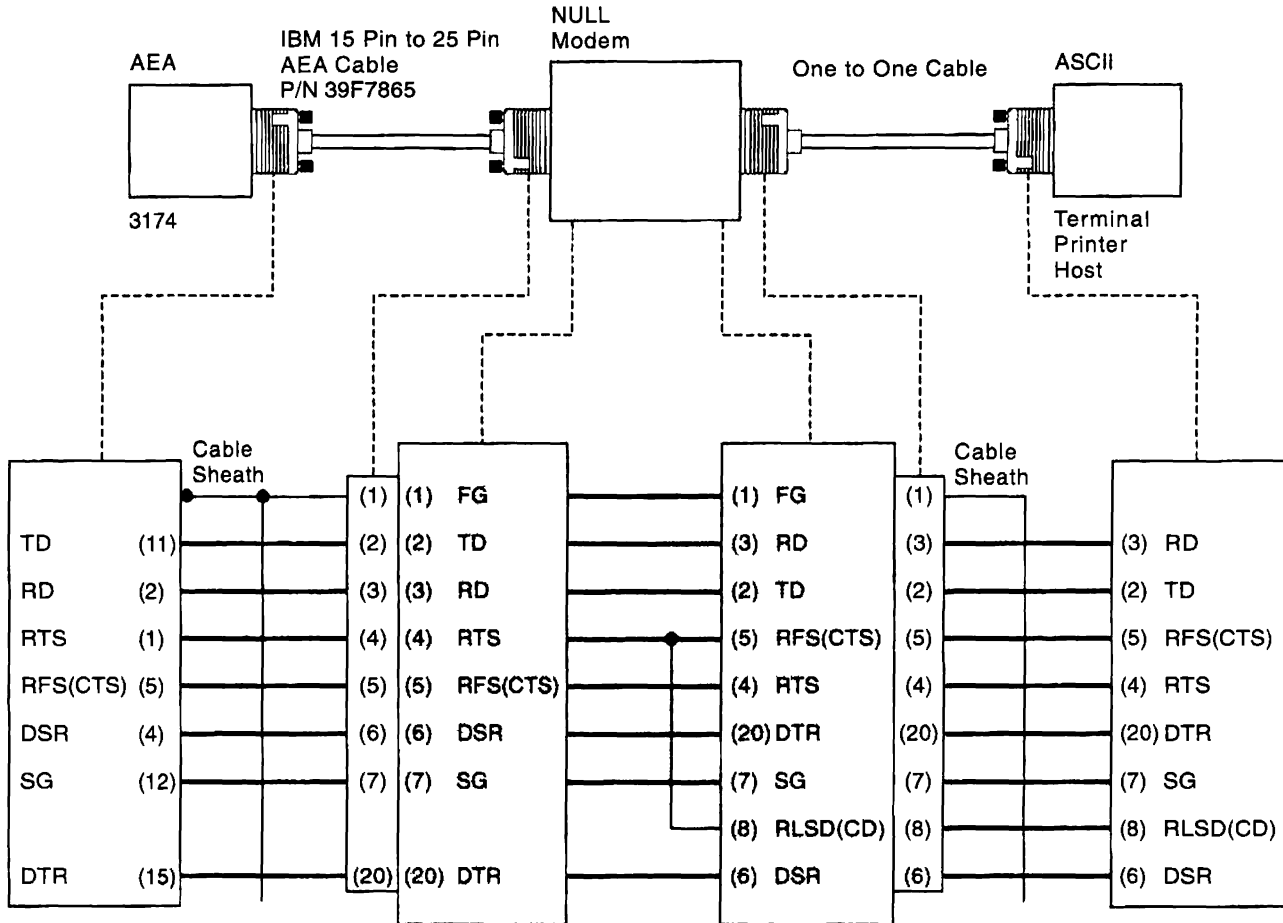 NULL
Modem
IBM 15 Pin to 25 Pin
AEA Cable
P/N 39F7865
AEA
One to One Cable
ASCII
3174
Terminal
Printer
Host
Cable
Sheath
Cable
Sheath
(1) (1) FG (1) FG (1)
TD (11) (2) (2) TD (3) RD (3) (3) RD
RD (2) (3) (3) RD (2) TD (2) (2) TD
RTS (1) (4) (4) RTS (5) RFS(CTS) (5) (5) RFS(CTS)
RFS(CTS) (5) (5) (5) RFS(CTS) (4) RTS (4) (4) RTS
DSR (4) (6) (6) DSR (20) DTR (20) (20) DTR
SG (12) (7) (7) SG (7) SG (7) (7) SG
(8) RLSD(CD) (8) (8) RLSD(CD)
DTR (15) (20) (20) DTR (6) DSR (6) (6) DSR